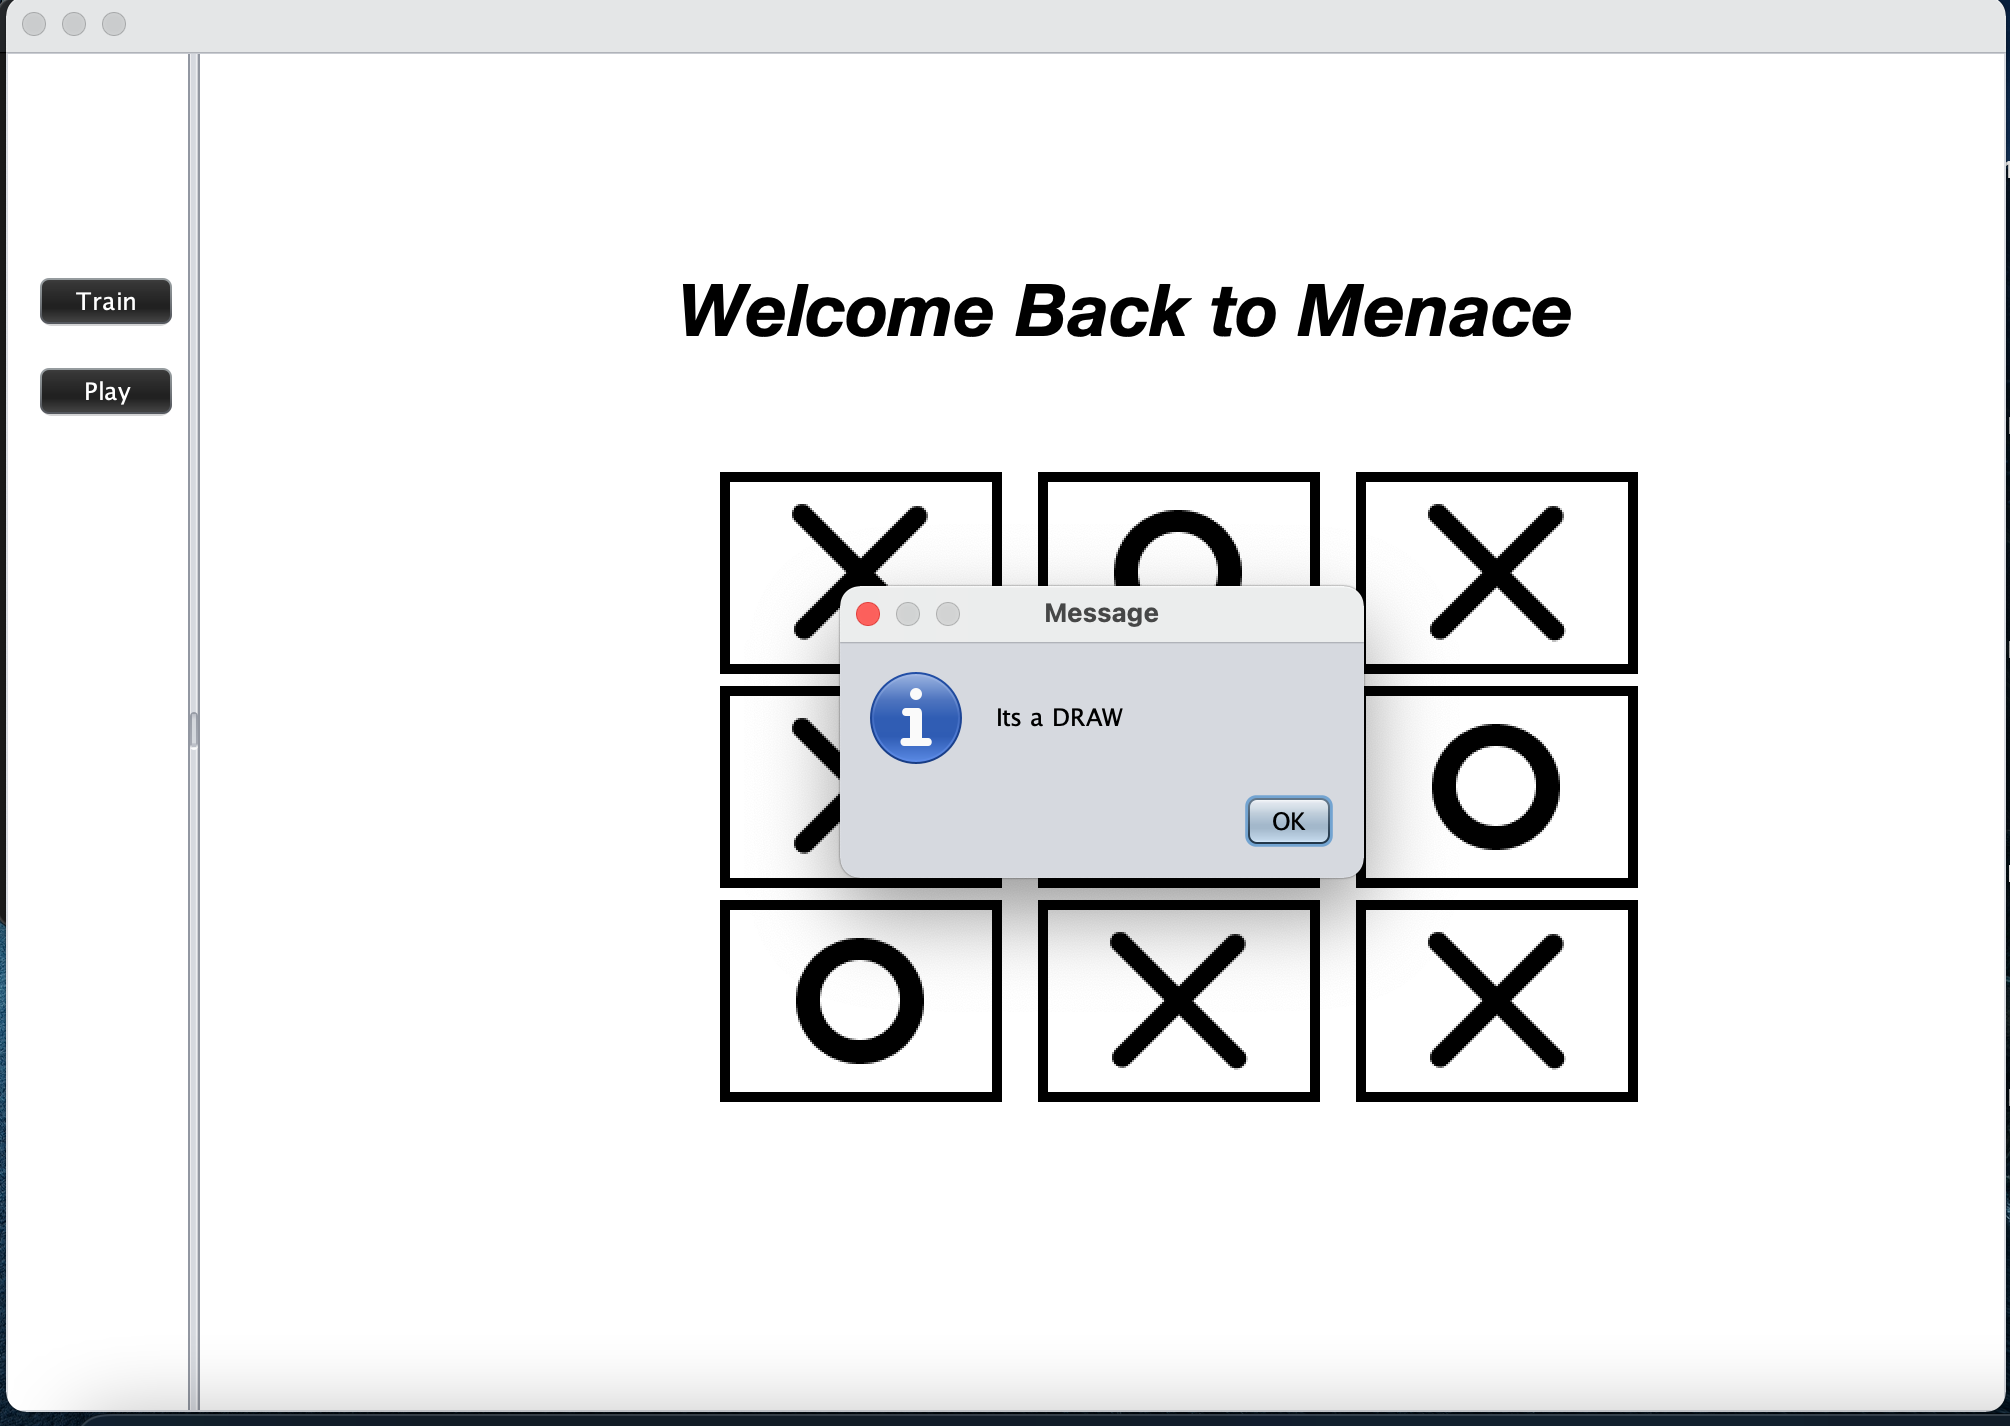 Welcome Back to Menace
Train
Play
Message
Its a DRAW
OK